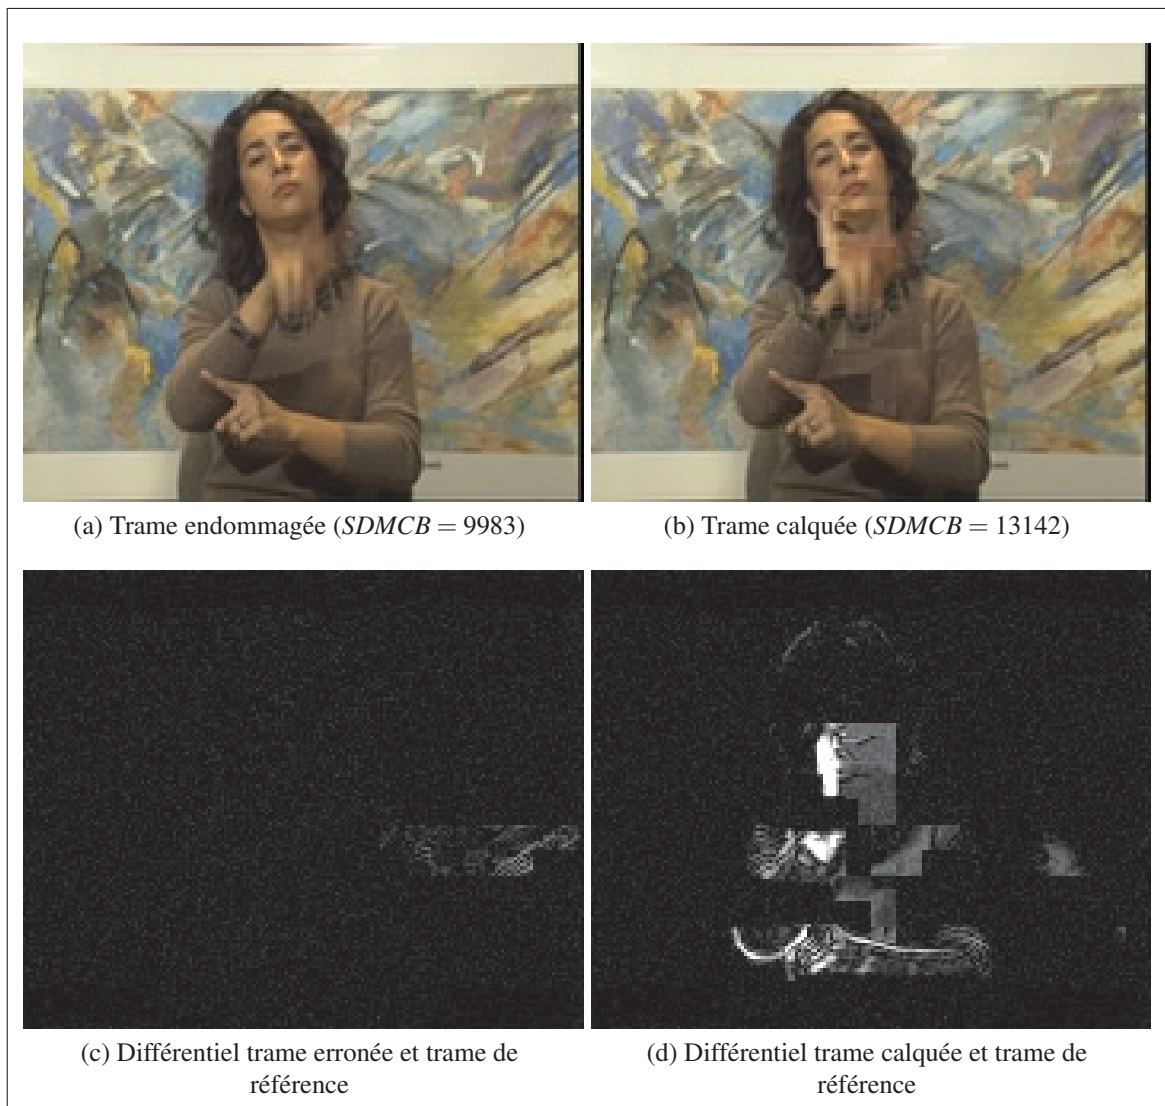 (a) Trame endommagée (SDMCB = 9983)
(b) Trame calquée (SDMCB = 13142)
(c) Différentiel trame erronée et trame de
référence
(d) Différentiel trame calquée et trame de
référence